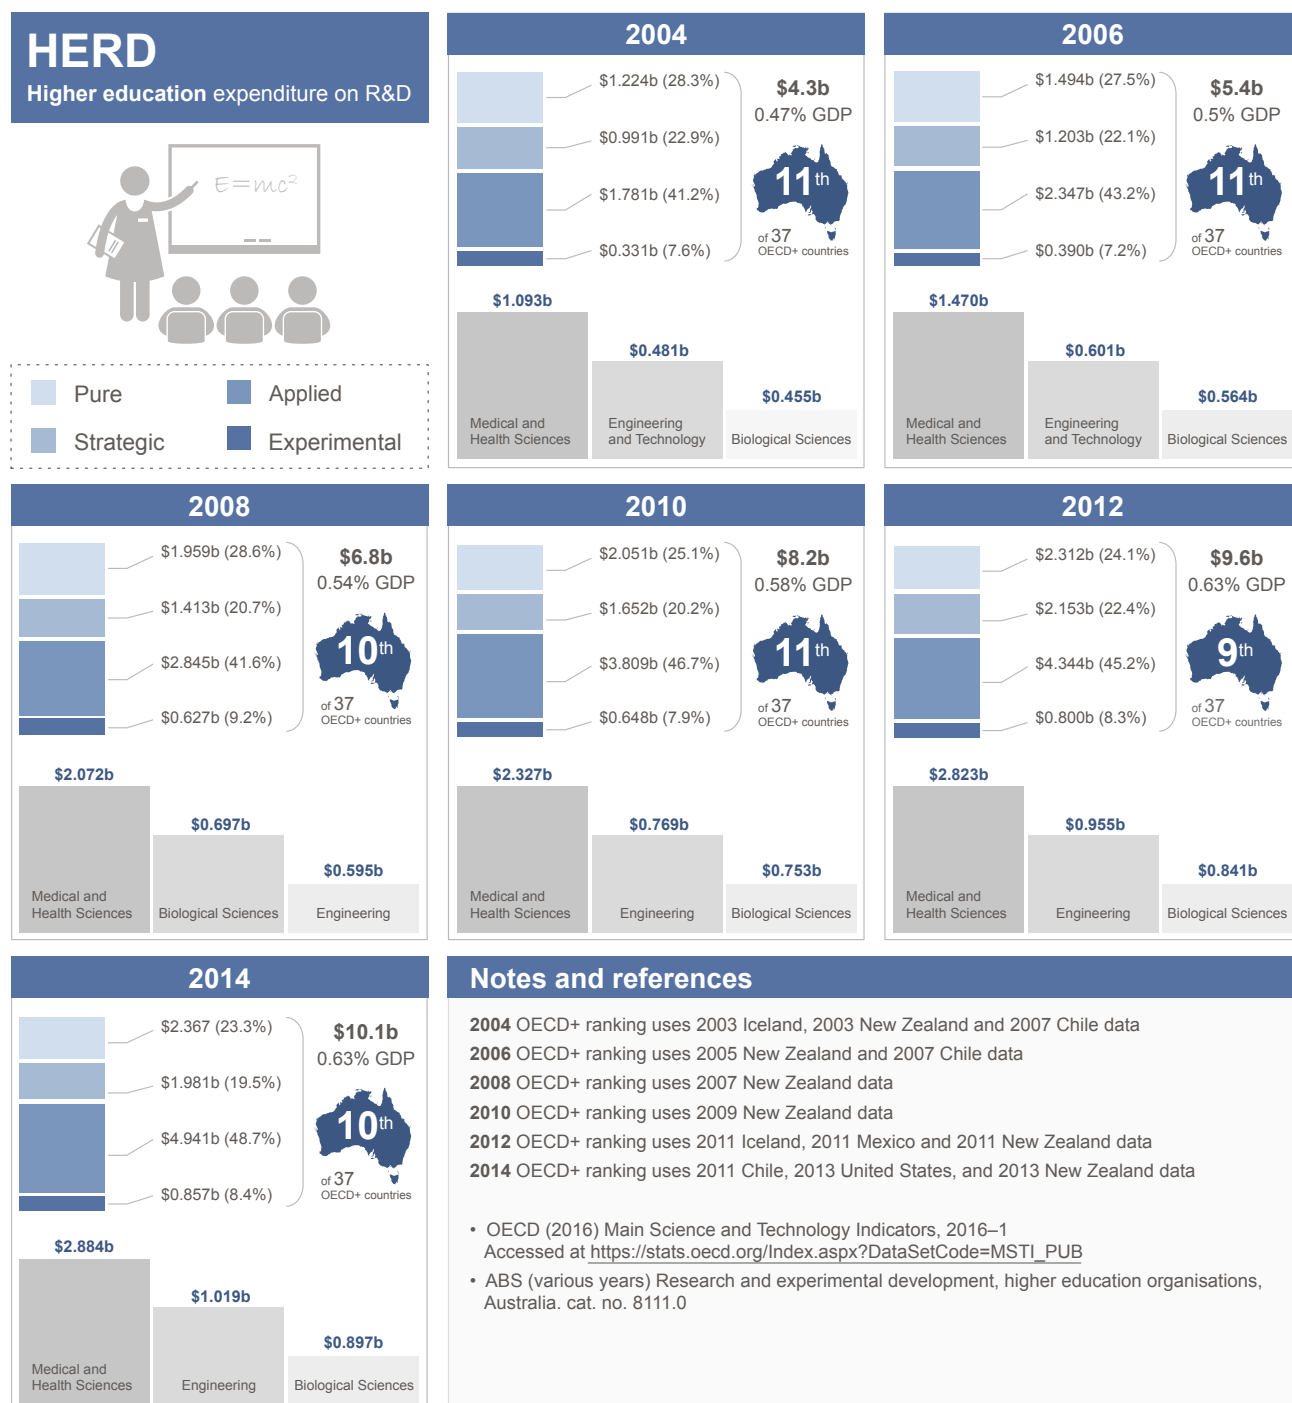 HERD
Higher education expenditure on R&D
E=mc²
Pure
Applied
Strategic
Experimental
2004
$1.224b (28.3%)
$0.991b (22.9%)
$1.781b (41.2%)
$0.331b (7.6%)
$4.3b
0.47% GDP
11th
of 37
OECD+ countries
$1.093b
$0.481b
$0.455b
Medical and
Health Sciences
Engineering
and Technology
Biological Sciences
2006
$1.494b (27.5%)
$1.203b (22.1%)
$2.347b (43.2%)
$0.390b (7.2%)
$5.4b
0.5% GDP
11th
of 37
OECD+ countries
$1.470b
$0.601b
$0.564b
Medical and
Health Sciences
Engineering
and Technology
Biological Sciences
2008
$1.959b (28.6%)
$1.413b (20.7%)
$2.845b (41.6%)
$0.627b (9.2%)
$6.8b
0.54% GDP
10th
of 37
OECD+ countries
$2.072b
$0.697b
$0.595b
Medical and
Health Sciences
Biological Sciences
Engineering
2010
$2.051b (25.1%)
$1.652b (20.2%)
$3.809b (46.7%)
$0.648b (7.9%)
$8.2b
0.58% GDP
11th
of 37
OECD+ countries
$2.327b
$0.769b
$0.753b
Medical and
Health Sciences
Engineering
Biological Sciences
2012
$2.312b (24.1%)
$2.153b (22.4%)
$4.344b (45.2%)
$0.800b (8.3%)
$9.6b
0.63% GDP
9th
of 37
OECD+ countries
$2.823b
$0.955b
$0.841b
Medical and
Health Sciences
Engineering
Biological Sciences
2014
$2.367 (23.3%)
$1.981b (19.5%)
$4.941b (48.7%)
$0.857b (8.4%)
$10.1b
0.63% GDP
10th
of 37
OECD+ countries
$2.884b
$1.019b
$0.897b
Medical and
Health Sciences
Engineering
Biological Sciences
Notes and references
2004 OECD+ ranking uses 2003 Iceland, 2003 New Zealand and 2007 Chile data
2006 OECD+ ranking uses 2005 New Zealand and 2007 Chile data
2008 OECD+ ranking uses 2007 New Zealand data
2010 OECD+ ranking uses 2009 New Zealand data
2012 OECD+ ranking uses 2011 Iceland, 2011 Mexico and 2011 New Zealand data
2014 OECD+ ranking uses 2011 Chile, 2013 United States, and 2013 New Zealand data
• OECD (2016) Main Science and Technology Indicators, 2016–1
Accessed at https://stats.oecd.org/Index.aspx?DataSetCode=MSTI_PUB
• ABS (various years) Research and experimental development, higher education organisations,
Australia. cat. no. 8111.0